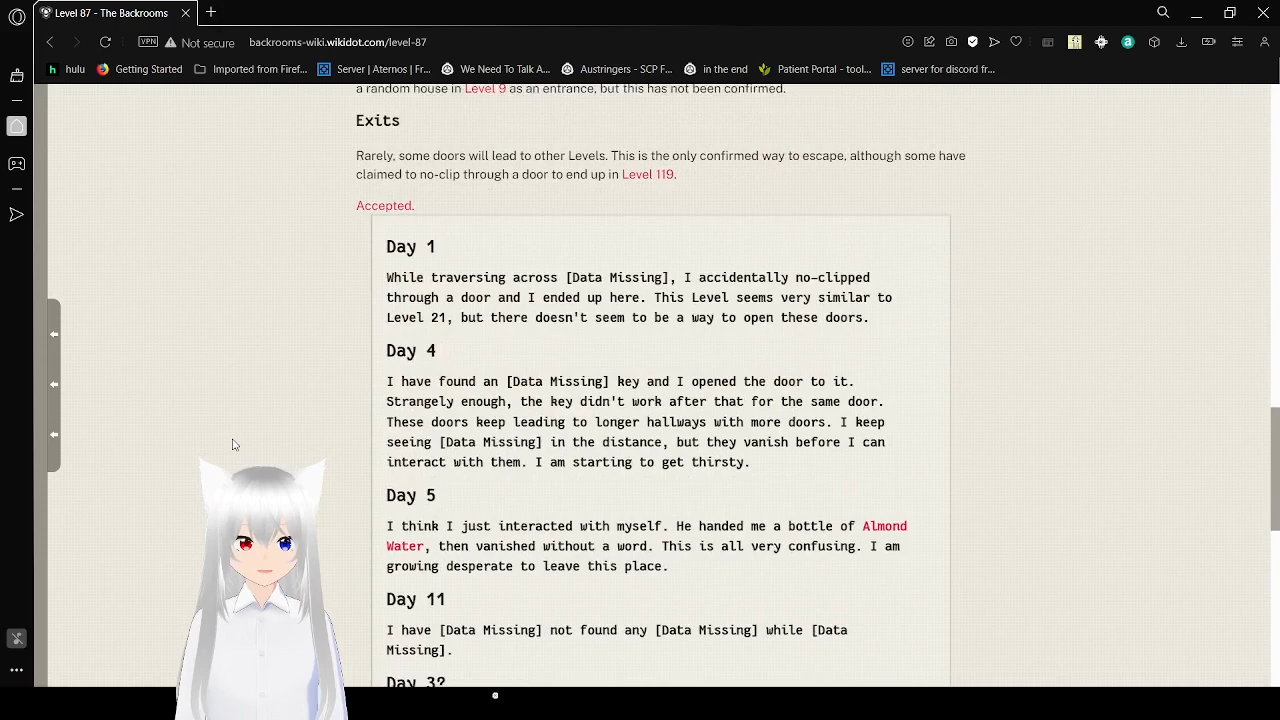 Level 87 - The Backrooms
VPN Not secure backrooms-wiki.wikidot.com/level-87
hulu Getting Started Imported from Firef... Server | Aternos | Fr... We Need To Talk A... Austringers - SCP F... in the end Patient Portal - tool... server for discord fr...
a random house in Level 9 as an entrance, but this has not been confirmed.
Exits
Rarely, some doors will lead to other Levels. This is the only confirmed way to escape, although some have
claimed to no-clip through a door to end up in Level 119.
Accepted.
Day 1
While traversing across [Data Missing], I accidentally no-clipped
through a door and I ended up here. This Level seems very similar to
Level 21, but there doesn't seem to be a way to open these doors.
Day 4
I have found an [Data Missing] key and I opened the door to it.
Strangely enough, the key didn't work after that for the same door.
These doors keep leading to longer hallways with more doors. I keep
seeing [Data Missing] in the distance, but they vanish before I can
interact with them. I am starting to get thirsty.
Day 5
I think I just interacted with myself. He handed me a bottle of Almond
Water, then vanished without a word. This is all very confusing. I am
growing desperate to leave this place.
Day 11
I have [Data Missing] not found any [Data Missing] while [Data
Missing].
Day 3?